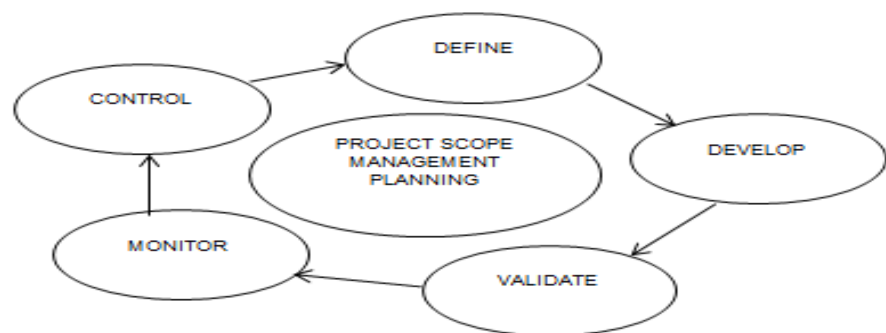 DEFINE
CONTROL
PROJECT SCOPE
MANAGEMENT
PLANNING
DEVELOP
MONITOR
VALIDATE